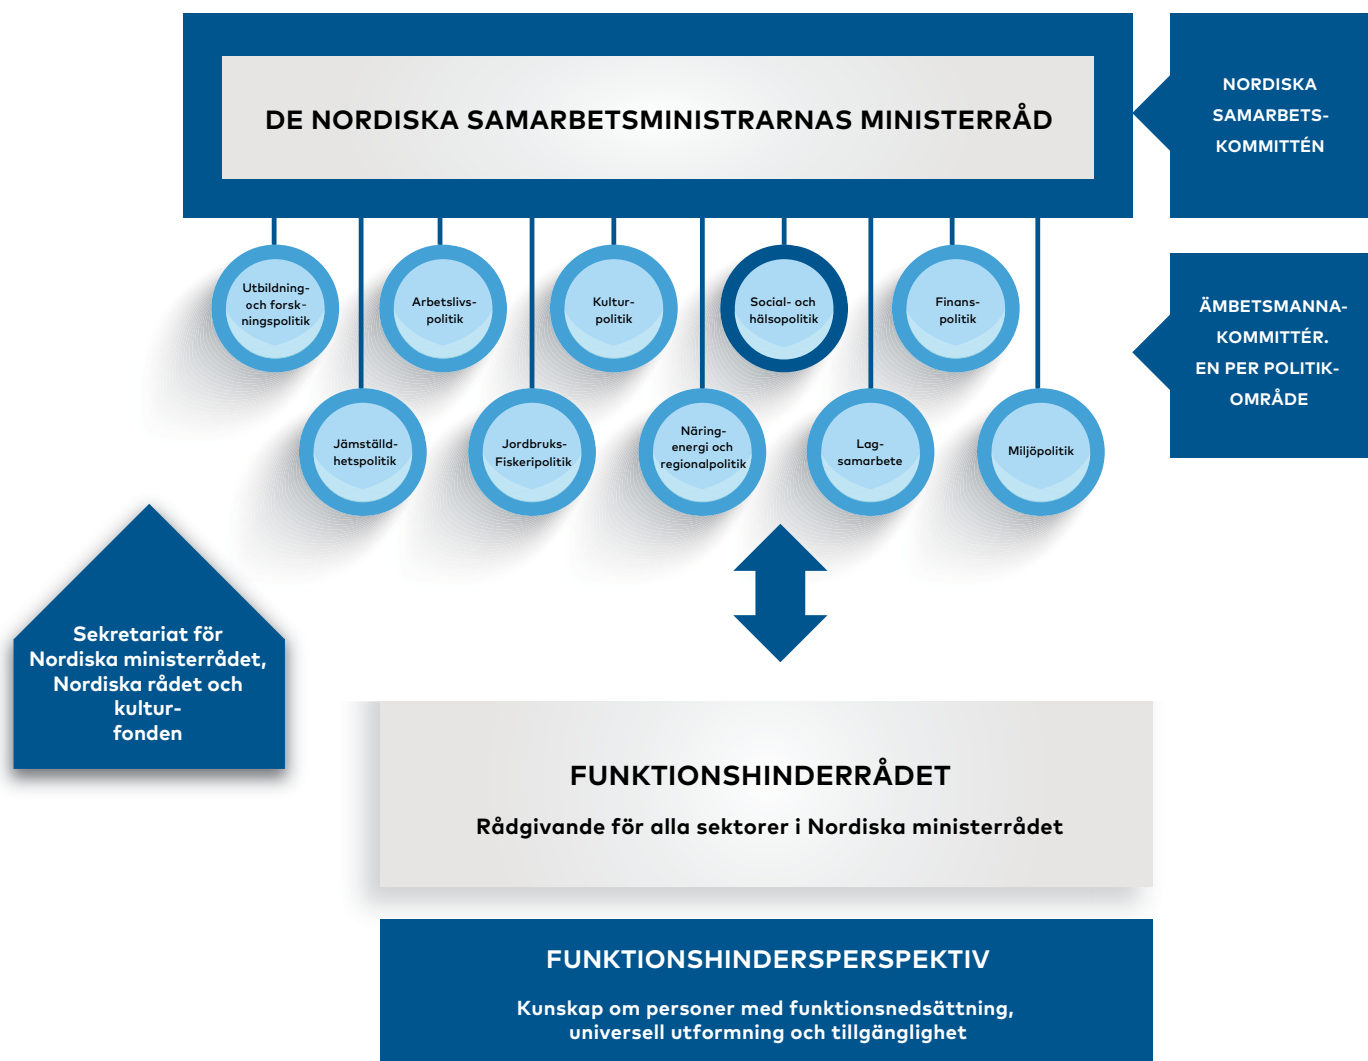 DE NORDISKA SAMARBETSMINISTRARNAS MINISTERRÅD
NORDISKA
SAMARBETS-
KOMMITTÉN
Utbildning-
och forsk-
ningspolitik
Arbetslivs-
politik
Kultur-
politik
Social- och
hälsopolitik
Finans-
politik
ÄMBETSMANNA-
KOMMITTÉR.
EN PER POLITIK-
OMRÅDE
Jämställd-
hetspolitik
Jordbruks-
Fiskeripolitik
Näring-
energi och
regionalpolitik
Lag-
samarbete
Miljöpolitik
Sekretariat för
Nordiska ministerrådet,
Nordiska rådet och
kultur-
fonden
FUNKTIONSHINDERRÅDET
Rådgivande för alla sektorer i Nordiska ministerrådet
FUNKTIONSHINDERSPERSPEKTIV
Kunskap om personer med funktionsnedsättning,
universell utformning och tillgänglighet